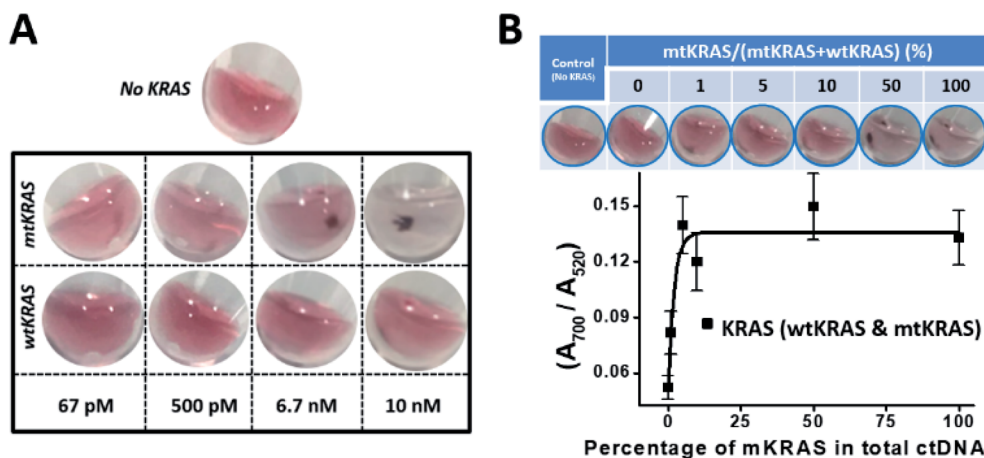 A
No KRAS
mtKRAS
wtKRAS
67 pM
500 pM
6.7 nM
10 nM
B
Control
(No KRAS)
mtKRAS/(mtKRAS+wtKRAS) (%)
0
1
5
10
50
100
(A700 / A520)
0.15
0.12
0.09
0.06
KRAS (wtKRAS & mtKRAS)
0
25
50
75
100
Percentage of mKRAS in total ctDNA